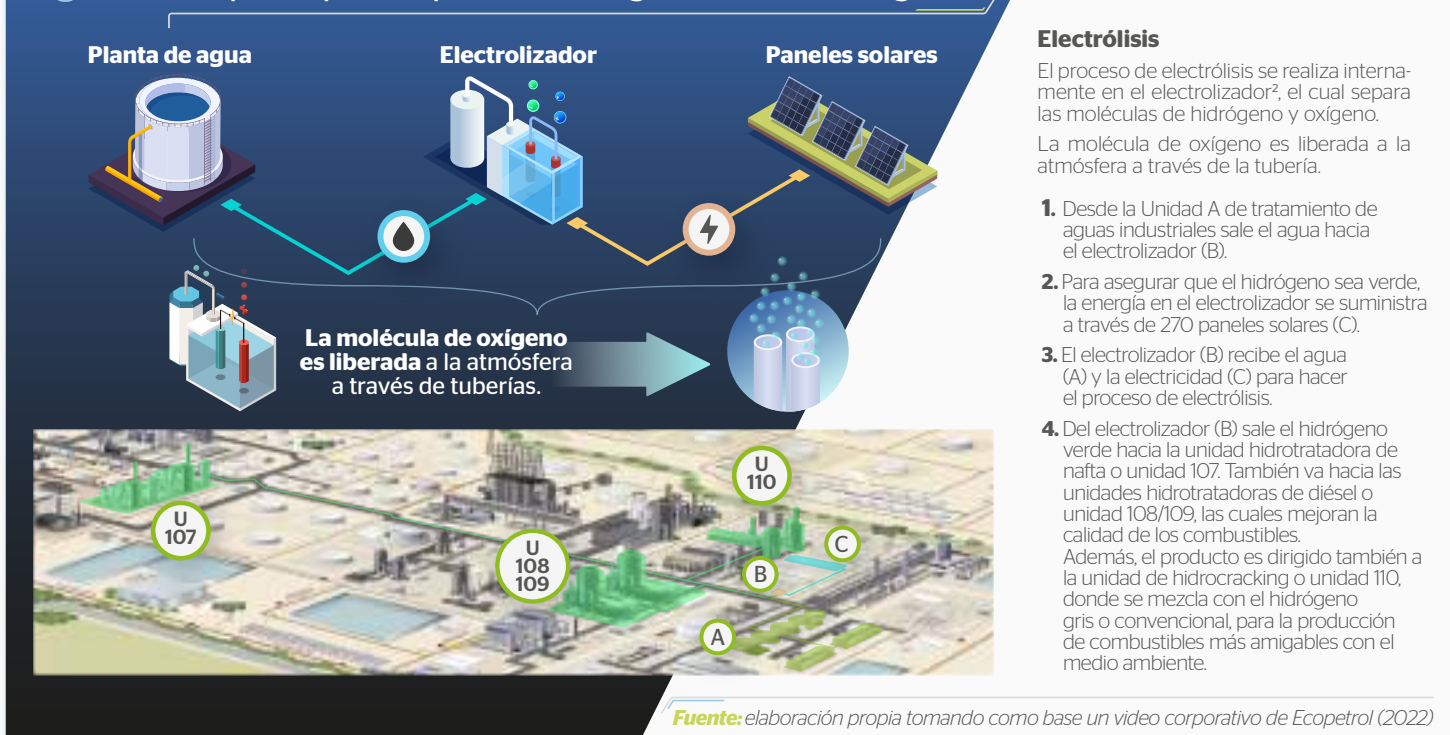 Planta de agua
Electrolizador
Paneles solares
La molécula de oxígeno
es liberada a la atmósfera
a través de tuberías.
U
107
U
108
109
U
110
A
B
C
Electrólisis
El proceso de electrólisis se realiza interna-
mente en el electrolizador², el cual separa
las moléculas de hidrógeno y oxígeno.
La molécula de oxígeno es liberada a la
atmósfera a través de la tubería.
1. Desde la Unidad A de tratamiento de
aguas industriales sale el agua hacia
el electrolizador (B).
2. Para asegurar que el hidrógeno sea verde,
la energía en el electrolizador se suministra
a través de 270 paneles solares (C).
3. El electrolizador (B) recibe el agua
(A) y la electricidad (C) para hacer
el proceso de electrólisis.
4. Del electrolizador (B) sale el hidrógeno
verde hacia la unidad hidrotratadora de
nafta o unidad 107. También va hacia las
unidades hidrotratadoras de diésel o
unidad 108/109, las cuales mejoran la
calidad de los combustibles.
Además, el producto es dirigido también a
la unidad de hidrocracking o unidad 110,
donde se mezcla con el hidrógeno
gris o convencional, para la producción
de combustibles más amigables con el
medio ambiente.
Fuente: elaboración propia tomando como base un video corporativo de Ecopetrol (2022)